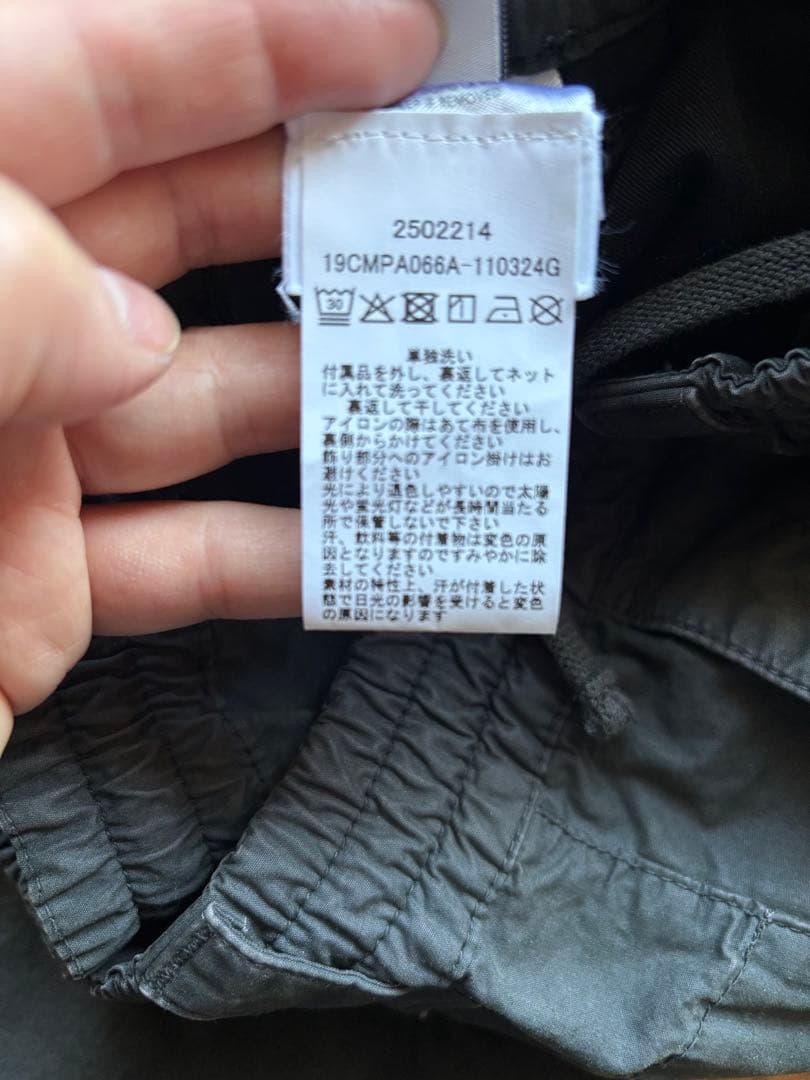 2502214
19CMPA066A-110324G
30
単独洗い
付属品を外し、裏返してネット
に入れて洗ってください
裏返して干してください
アイロンの際はあて布を使用し、
裏側からかけてください
飾り部分へのアイロン掛けはお
避けください
光により退色しやすいので太陽
光や蛍光灯などが長時間当たる
所で保管しないで下さい
汗、飲料等の付着物は変色の原
因となりますのですみやかに除
去してください
素材の特性上、汗が付着した状
態で日光の影響を受けると変色
の原因になります